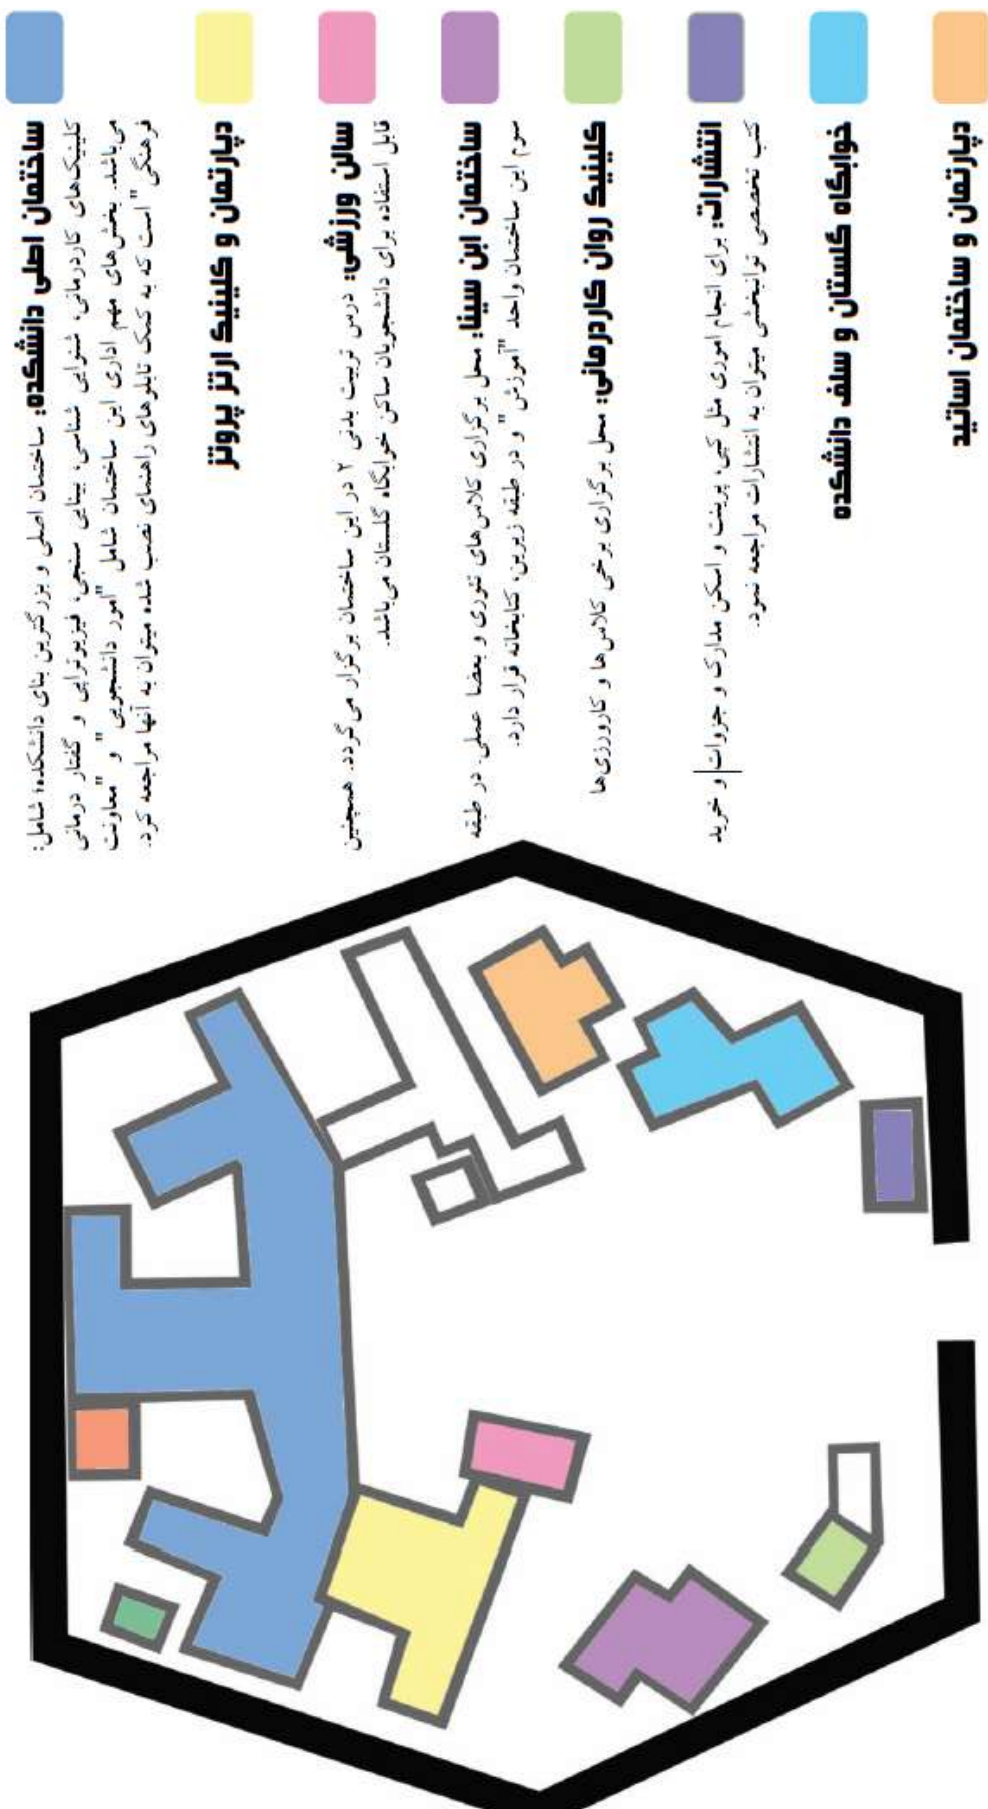 ساختمان اصلی دانشکده: ساختمان اصلی و بزرگترین بنای دانشکده؛ شامل:
کلینیک‌های کاردرمانی، شنوایی شناسی، بینایی سنجی، فیزیوتراپی و گفتار درمانی
می‌باشد. بخش‌های مهم اداری این ساختمان شامل "امور دانشجویی" و "معاونت
فرهنگی" است که به کمک تابلوهای راهنمای نصب شده میتوان به آنها مراجعه کرد.
دپارتمان و کلینیک ارتز پروتز
سالن ورزشی: درس تربیت بدنی ۲ در این ساختمان برگزار می‌گردد. همچنین
قابل استفاده برای دانشجویان ساکن خوابگاه گلستان می‌باشد.
ساختمان ابن سینا: محل برگزاری کلاس‌های تئوری و بعضا عملی. در طبقه
سوم این ساختمان واحد "آموزش" و در طبقه زیرین، کتابخانه قرار دارد.
کلینیک روان کاردرمانی: محل برگزاری برخی کلاس‌ها و کارورزی‌ها
انتشارات: برای انجام اموری مثل کپی، پرینت و اسکن مدارک و جزوات و خرید
کتب تخصصی توانبخشی میتوان به انتشارات مراجعه نمود.
خوابگاه گلستان و سلف دانشکده
دپارتمان و ساختمان اساتید